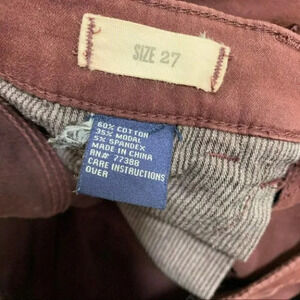 SIZE 27
60% COTTON
35% MODAL
5% SPANDEX
MADE IN CHINA
RN# 77388
CARE INSTRUCTIONS
OVER